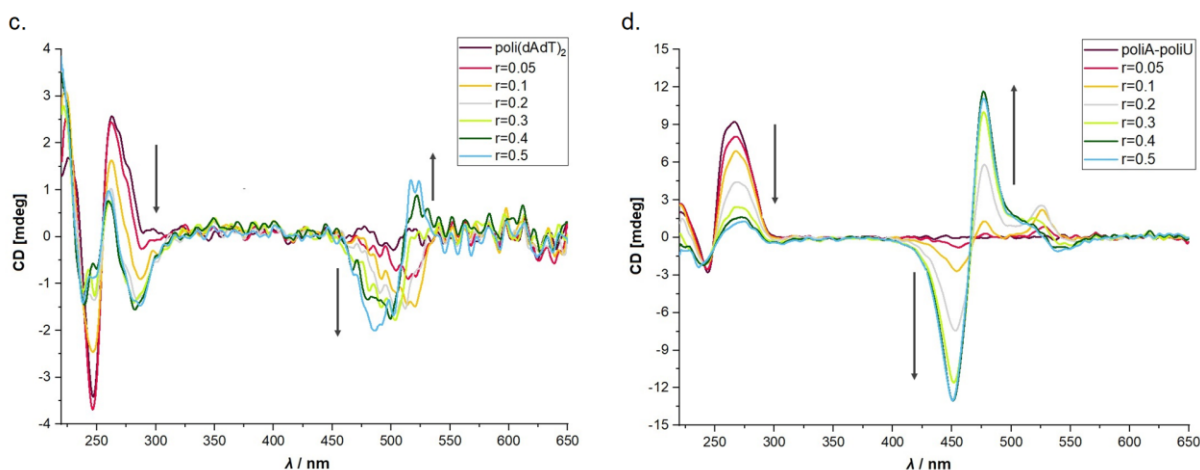 c.
CD [mdeg]
4
3
2
1
0
-1
-2
-3
-4
250 300 350 400 450 500 550 600 650
λ / nm
poli(dAdT)2
r=0.05
r=0.1
r=0.2
r=0.3
r=0.4
r=0.5
d.
CD [mdeg]
15
12
9
6
3
0
-3
-6
-9
-12
-15
250 300 350 400 450 500 550 600 650
λ / nm
poliA-poliU
r=0.05
r=0.1
r=0.2
r=0.3
r=0.4
r=0.5